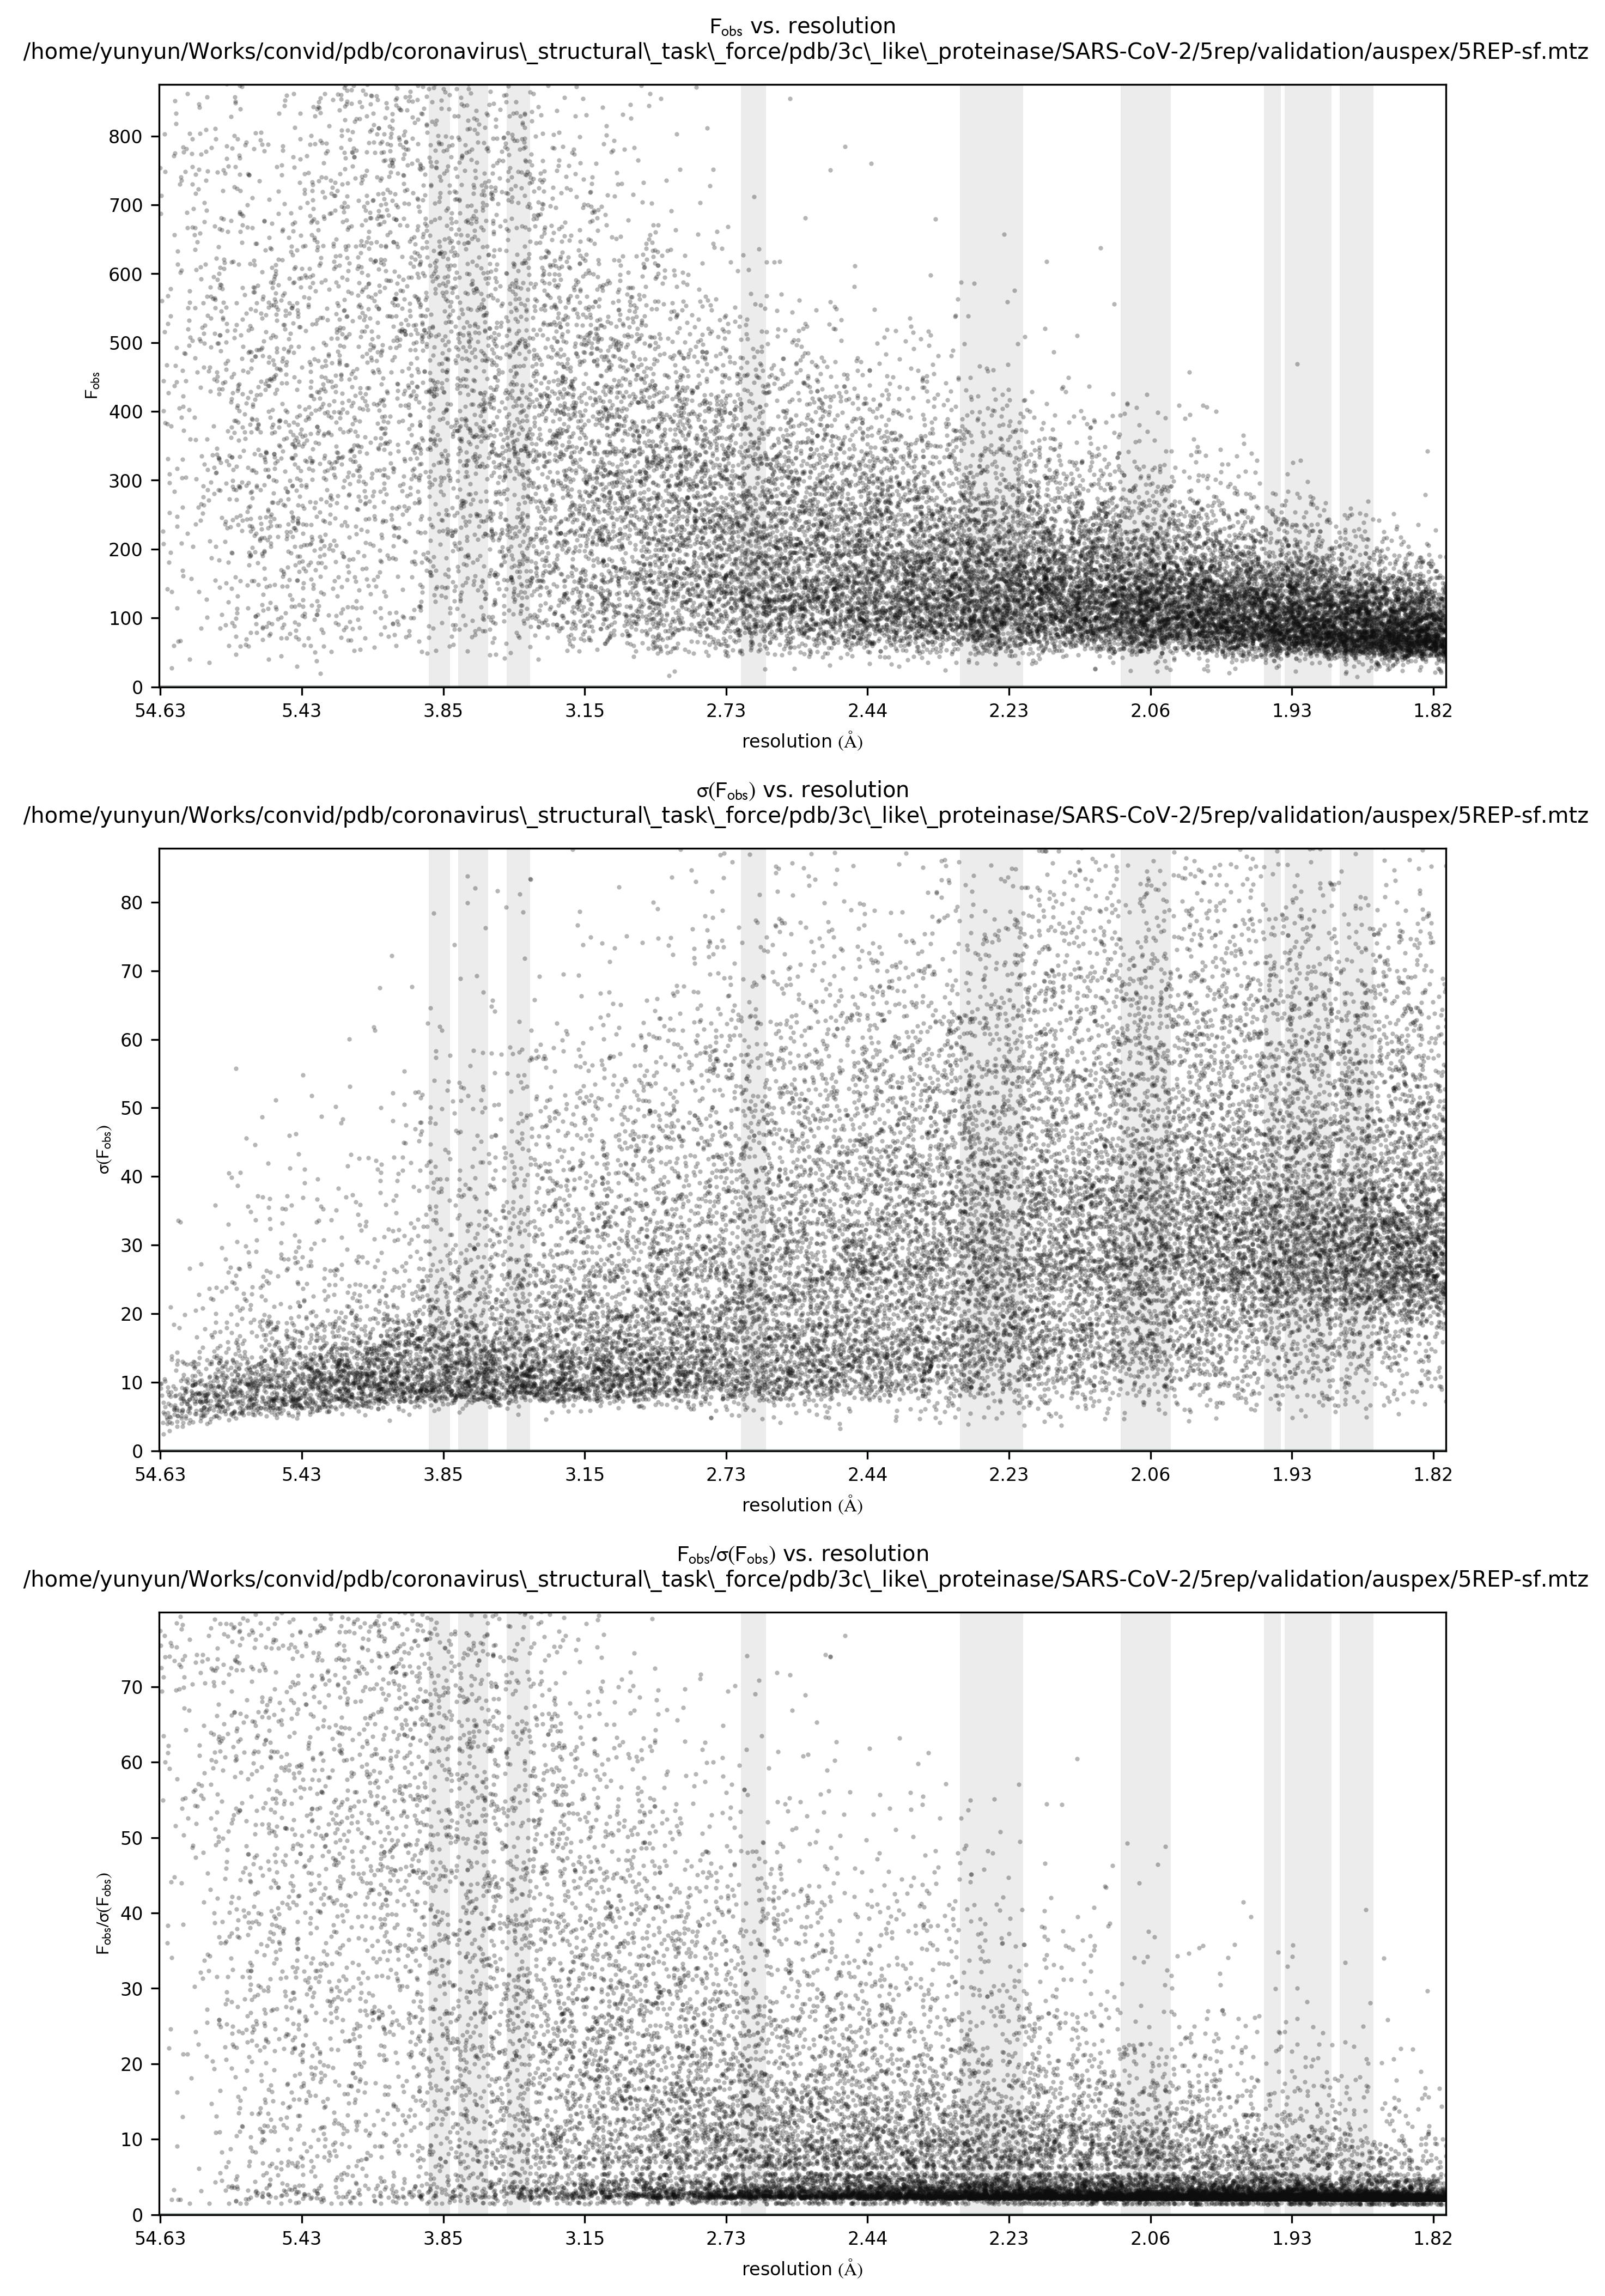 Fobs vs. resolution
/home/yunyun/Works/convid/pdb/coronavirus\_structural\_task\_force/pdb/3c\_like\_proteinase/SARS-CoV-2/5rep/validation/auspex/5REP-sf.mtz
800
700
600
500
400
300
200
100
0
Fobs
54.63 5.43 3.85 3.15 2.73 2.44 2.23 2.06 1.93 1.82
resolution (Å)
σ(Fobs) vs. resolution
/home/yunyun/Works/convid/pdb/coronavirus\_structural\_task\_force/pdb/3c\_like\_proteinase/SARS-CoV-2/5rep/validation/auspex/5REP-sf.mtz
80
70
60
50
40
30
20
10
0
σ(Fobs)
54.63 5.43 3.85 3.15 2.73 2.44 2.23 2.06 1.93 1.82
resolution (Å)
Fobs/σ(Fobs) vs. resolution
/home/yunyun/Works/convid/pdb/coronavirus\_structural\_task\_force/pdb/3c\_like\_proteinase/SARS-CoV-2/5rep/validation/auspex/5REP-sf.mtz
70
60
50
40
30
20
10
0
Fobs/σ(Fobs)
54.63 5.43 3.85 3.15 2.73 2.44 2.23 2.06 1.93 1.82
resolution (Å)